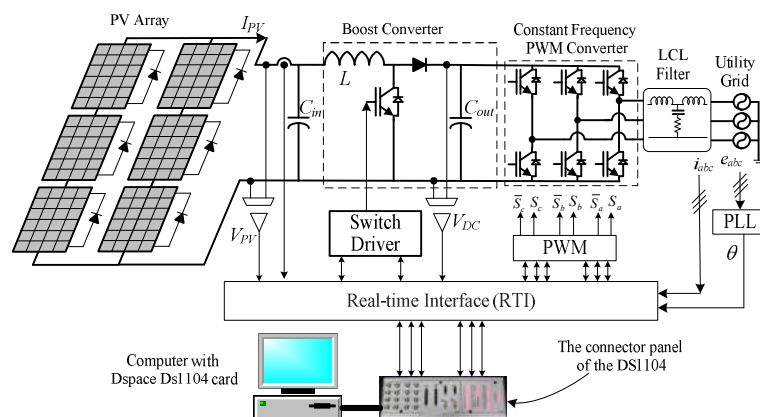 PV Array
I_PV
Boost Converter
Constant Frequency
PWM Converter
LCL
Filter
Utility
Grid
L
C_in
C_out
i_abc
e_abc
S̅_c S_c S̅_b S_b S̅_a S_a
V_PV
Switch
Driver
V_DC
PWM
PLL
θ
Real-time Interface (RTI)
Computer with
Dspace Ds1104 card
The connector panel
of the DS1104